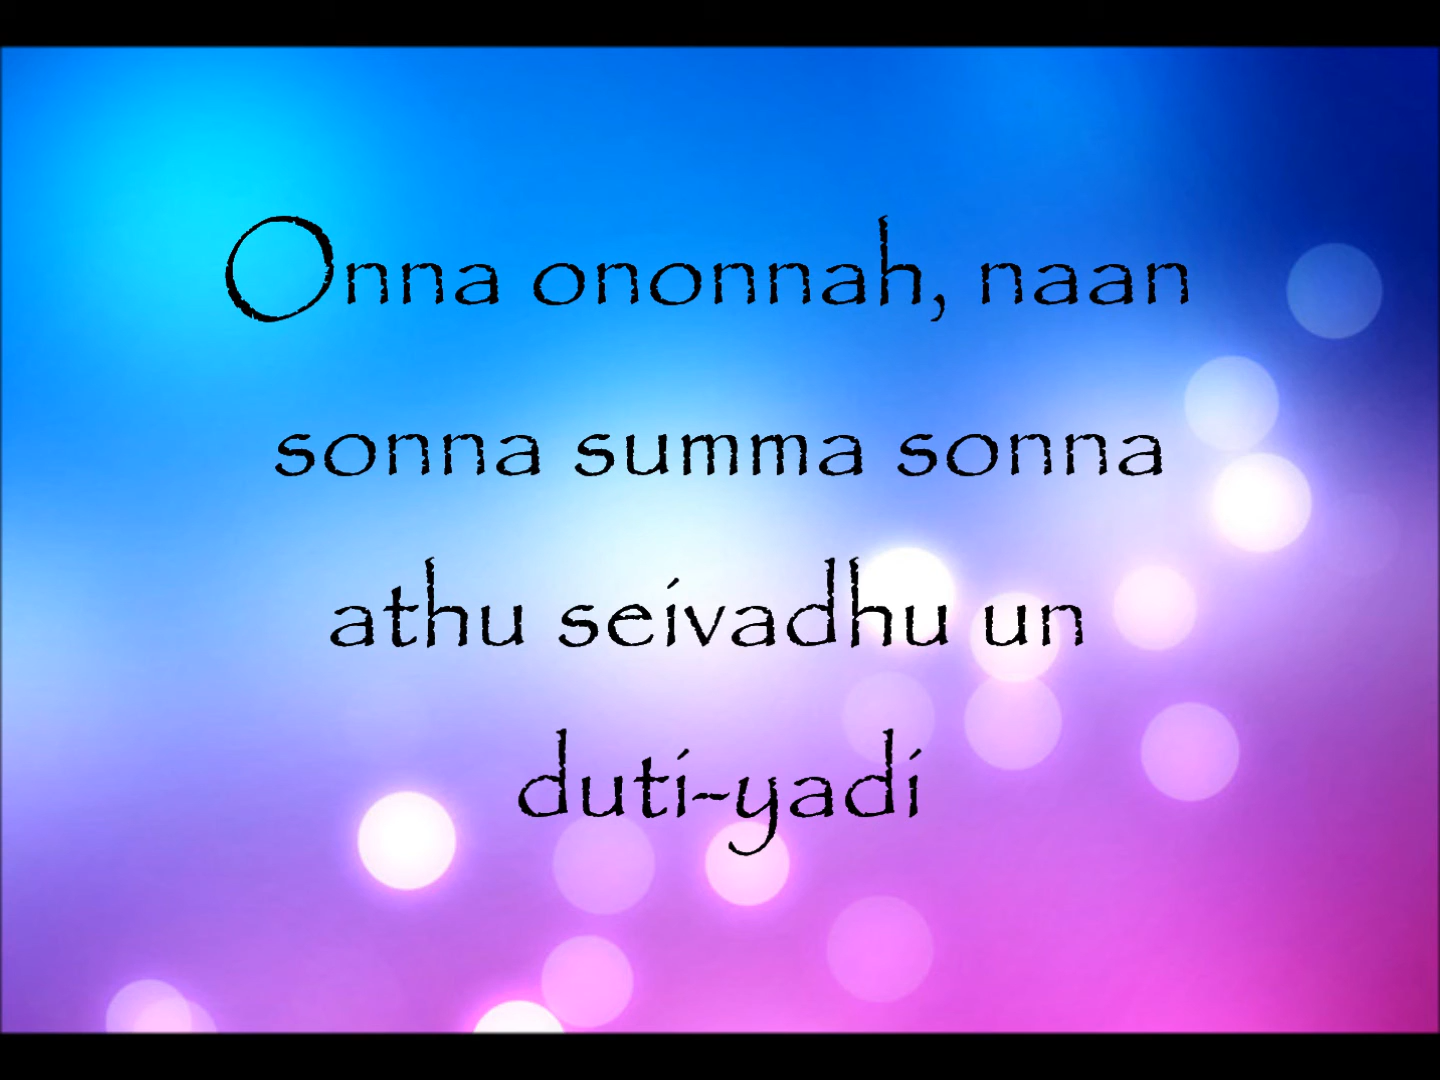 Onna ononnah, naan
sonna summa sonna
athu seivadhu un
duti-yadi